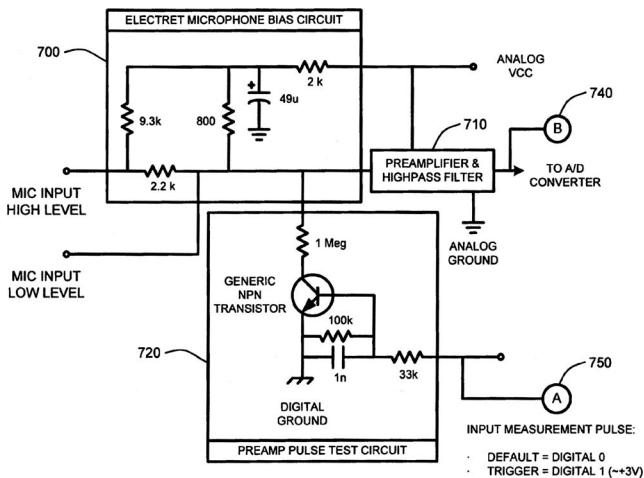 ELECTRET MICROPHONE BIAS CIRCUIT
700
2 k
ANALOG
VCC
+
49u
9.3k
800
740
B
710
PREAMPLIFIER &
HIGHPASS FILTER
TO A/D
CONVERTER
2.2 k
MIC INPUT
HIGH LEVEL
ANALOG
GROUND
MIC INPUT
LOW LEVEL
1 Meg
GENERIC
NPN
TRANSISTOR
100k
720
1n
33k
750
A
DIGITAL
GROUND
PREAMP PULSE TEST CIRCUIT
INPUT MEASUREMENT PULSE:
· DEFAULT = DIGITAL 0
· TRIGGER = DIGITAL 1 (~+3V)